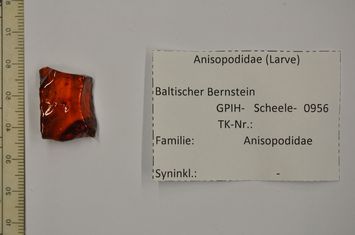 Anisopodidae (Larve)
Baltischer Bernstein
GPIH- Scheele- 0956
TK-Nr.:
Familie: Anisopodidae
Syninkl.: -